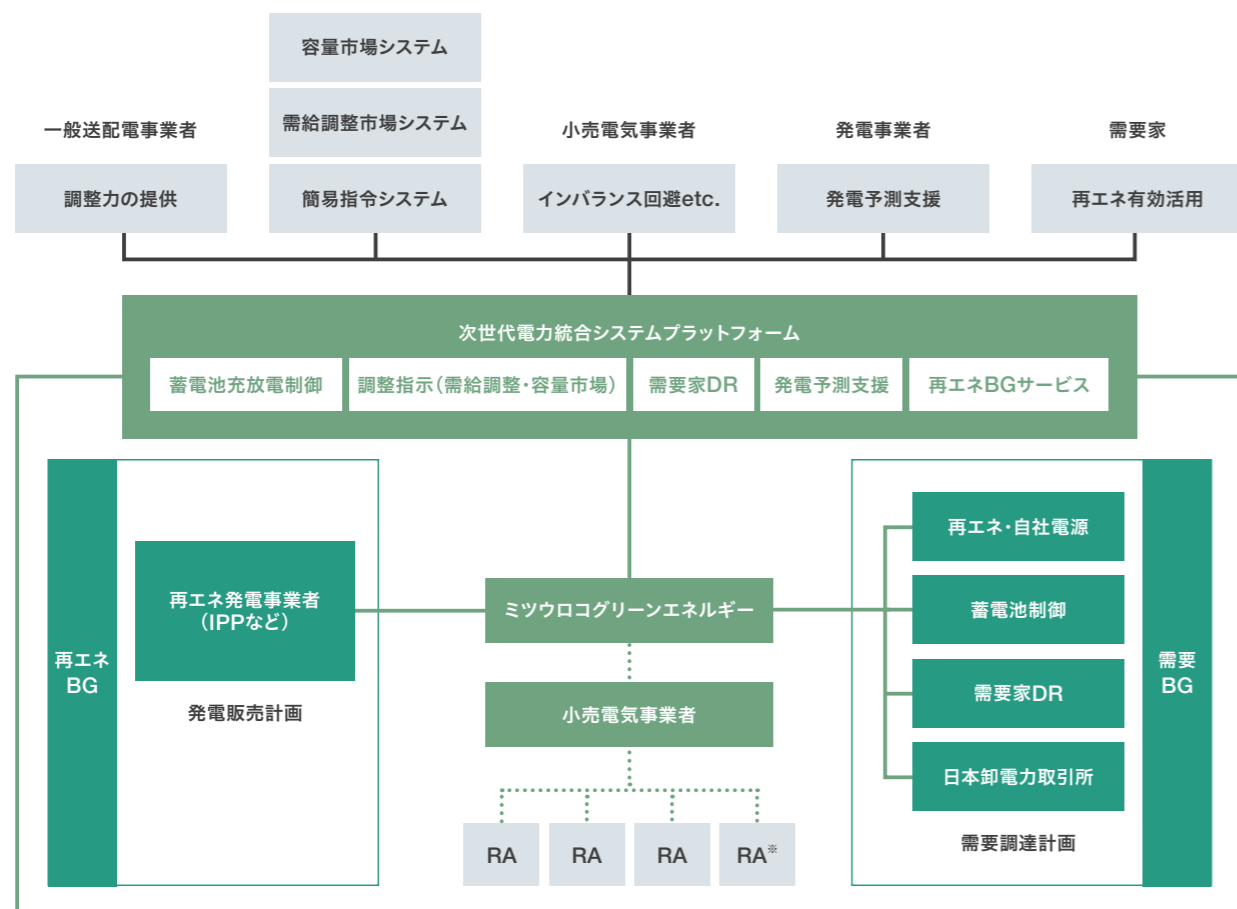 容量市場システム
需給調整市場システム
簡易指令システム
一般送配電事業者
調整力の提供
小売電気事業者
インバランス回避etc.
発電事業者
発電予測支援
需要家
再エネ有効活用
次世代電力統合システムプラットフォーム
蓄電池充放電制御
調整指示(需給調整・容量市場)
需要家DR
発電予測支援
再エネBGサービス
再エネ
BG
再エネ発電事業者
(IPPなど)
発電販売計画
ミツウロコグリーンエネルギー
小売電気事業者
RA
RA
RA
RA※
再エネ・自社電源
蓄電池制御
需要家DR
日本卸電力取引所
需要調達計画
需要
BG